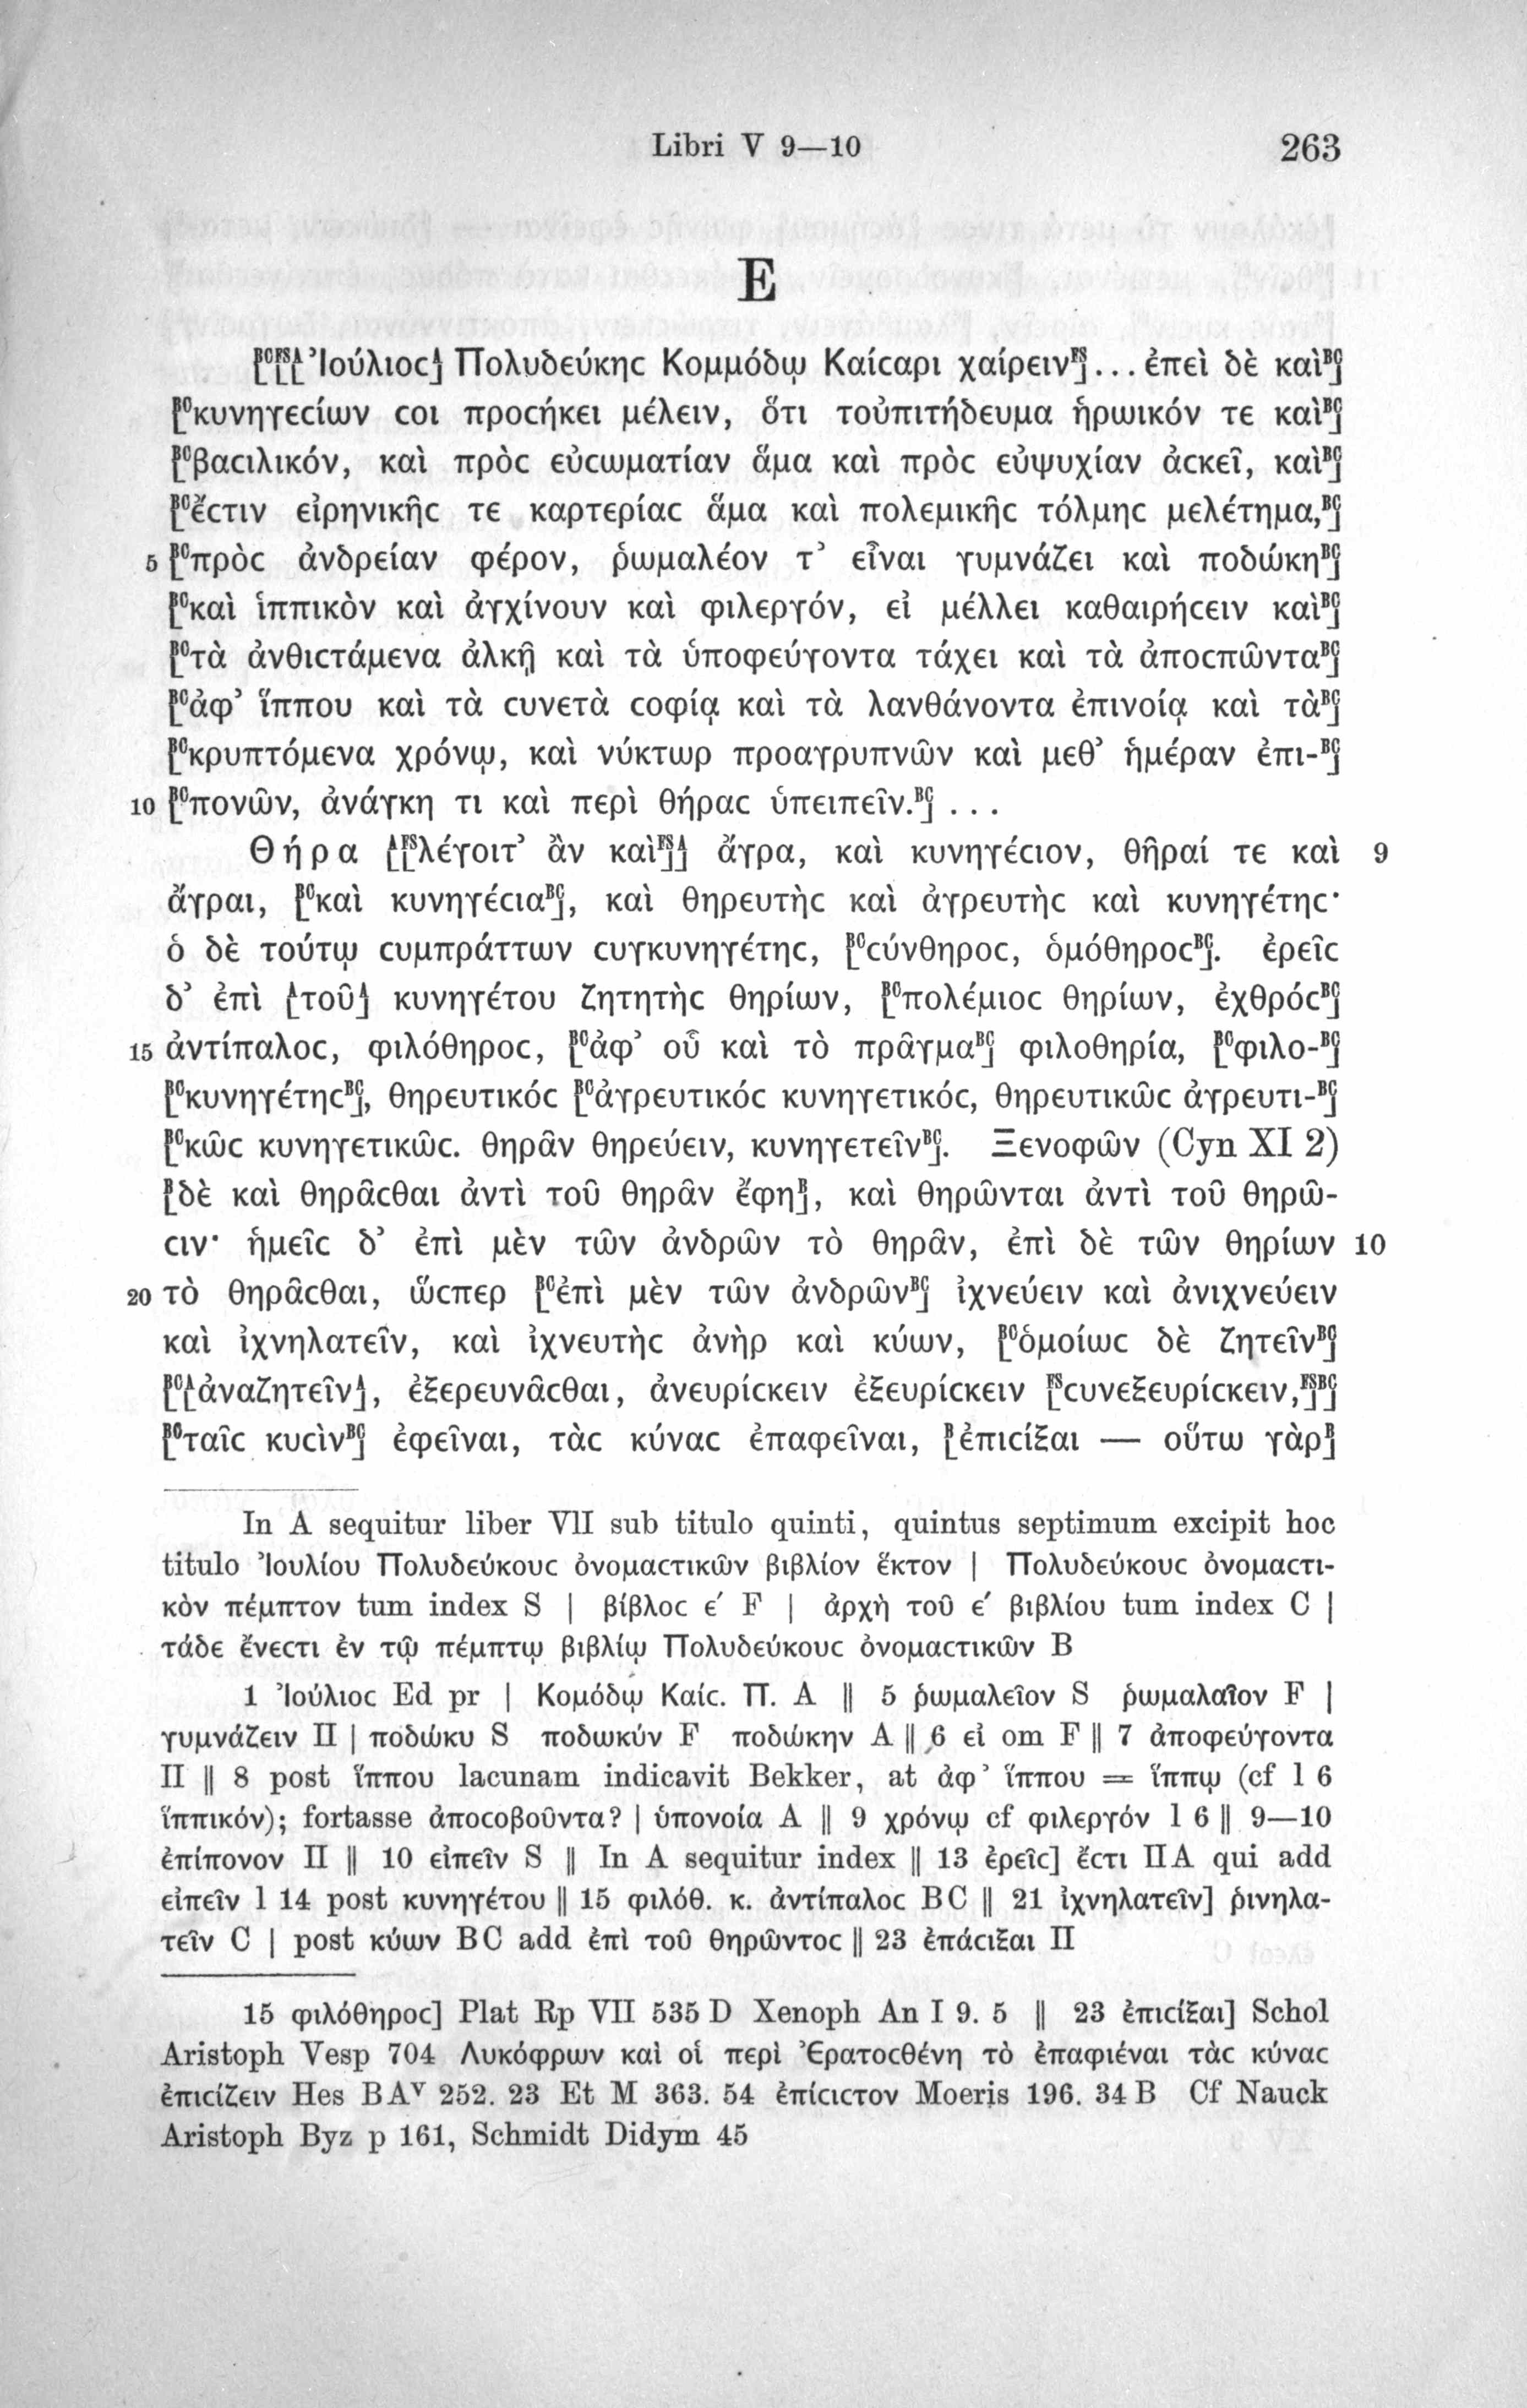 Libri V 9—10 263
E
[BC[FS[A Ἰούλιοϲ A] Πολυδεύκηϲ Κομμόδῳ Καίϲαρι χαίρειν FS]... ἐπεὶ δὲ καὶ BC]
[BC κυνηγεϲίων ϲοι προϲήκει μέλειν, ὅτι τοὐπιτήδευμα ἡρωικόν τε καὶ BC]
[BC βαϲιλικόν, καὶ πρὸϲ εὐϲωματίαν ἅμα καὶ πρὸϲ εὐψυχίαν ἀϲκεῖ, καὶ BC]
[BC ἔϲτιν εἰρηνικῆϲ τε καρτερίαϲ ἅμα καὶ πολεμικῆϲ τόλμηϲ μελέτημα, BC]
5 [BC πρὸϲ ἀνδρείαν φέρον, ῥωμαλέον τ’ εἶναι γυμνάζει καὶ ποδώκη BC]
[BC καὶ ἱππικὸν καὶ ἀγχίνουν καὶ φιλεργόν, εἰ μέλλει καθαιρήϲειν καὶ BC]
[BC τὰ ἀνθιϲτάμενα ἀλκῇ καὶ τὰ ὑποφεύγοντα τάχει καὶ τὰ ἀποϲπῶντα BC]
[BC ἀφ’ ἵππου καὶ τὰ ϲυνετὰ ϲοφίᾳ καὶ τὰ λανθάνοντα ἐπινοίᾳ καὶ τὰ BC]
[BC κρυπτόμενα χρόνῳ, καὶ νύκτωρ προαγρυπνῶν καὶ μεθ’ ἡμέραν ἐπι- BC]
10 [BC πονῶν, ἀνάγκη τι καὶ περὶ θήραϲ ὑπειπεῖν. BC] ...
Θήρα [A[FS λέγοιτ’ ἂν καὶ FS]A] ἄγρα, καὶ κυνηγέϲιον, θῆραί τε καὶ 9
ἄγραι, [BC καὶ κυνηγέϲια BC], καὶ θηρευτὴϲ καὶ ἀγρευτὴϲ καὶ κυνηγέτηϲ·
ὁ δὲ τούτῳ ϲυμπράττων ϲυγκυνηγέτηϲ, [BC ϲύνθηροϲ, ὁμόθηροϲ BC]. ἐρεῖϲ
δ’ ἐπὶ [A τοῦ A] κυνηγέτου ζητητὴϲ θηρίων, [BC πολέμιοϲ θηρίων, ἐχθρόϲ BC]
15 ἀντίπαλοϲ, φιλόθηροϲ, [BC ἀφ’ οὗ καὶ τὸ πρᾶγμα BC] φιλοθηρία, [BC φιλο- BC]
[BC κυνηγέτηϲ BC], θηρευτικόϲ [BC ἀγρευτικόϲ κυνηγετικόϲ, θηρευτικῶϲ ἀγρευτι- BC]
[BC κῶϲ κυνηγετικῶϲ. θηρᾶν θηρεύειν, κυνηγετεῖν BC]. Ξενοφῶν (Cyn XI 2)
[B δὲ καὶ θηρᾶϲθαι ἀντὶ τοῦ θηρᾶν ἔφη B], καὶ θηρῶνται ἀντὶ τοῦ θηρῶ-
ϲιν· ἡμεῖϲ δ’ ἐπὶ μὲν τῶν ἀνδρῶν τὸ θηρᾶν, ἐπὶ δὲ τῶν θηρίων 10
20 τὸ θηρᾶϲθαι, ὥϲπερ [BC ἐπὶ μὲν τῶν ἀνδρῶν BC] ἰχνεύειν καὶ ἀνιχνεύειν
καὶ ἰχνηλατεῖν, καὶ ἰχνευτὴϲ ἀνὴρ καὶ κύων, [BC ὁμοίωϲ δὲ ζητεῖν BC]
[BC[A ἀναζητεῖν A], ἐξερευνᾶϲθαι, ἀνευρίϲκειν ἐξευρίϲκειν [FS ϲυνεξευρίϲκειν, FS]BC]
[BC ταῖϲ κυϲὶν BC] ἐφεῖναι, τὰϲ κύναϲ ἐπαφεῖναι, [B ἐπιϲίξαι — οὕτω γὰρ B]
In A sequitur liber VII sub titulo quinti, quintus septimum excipit hoc
titulo Ἰουλίου Πολυδεύκουϲ ὀνομαϲτικῶν βιβλίον ἕκτον | Πολυδεύκουϲ ὀνομαϲτι-
κὸν πέμπτον tum index S | βίβλοϲ ε′ F | ἀρχὴ τοῦ ε′ βιβλίου tum index C |
τάδε ἔνεϲτι ἐν τῷ πέμπτῳ βιβλίῳ Πολυδεύκουϲ ὀνομαϲτικῶν B
1 Ἰούλιοϲ Ed pr | Κομόδῳ Καίϲ. Π. A ‖ 5 ῥωμαλεῖον S ῥωμαλαῖον F |
γυμνάζειν II | ποδώκυ S ποδωκύν F ποδώκην A ‖ 6 εἰ om F ‖ 7 ἀποφεύγοντα
II ‖ 8 post ἵππου lacunam indicavit Bekker, at ἀφ’ ἵππου = ἵππῳ (cf l 6
ἵππικόν); fortasse ἀποϲοβοῦντα? | ὑπονοίᾳ A ‖ 9 χρόνῳ cf φιλεργόν l 6 ‖ 9—10
ἐπίπονον II ‖ 10 εἰπεῖν S ‖ In A sequitur index ‖ 13 ἐρεῖϲ] ἔϲτι IIA qui add
εἰπεῖν l 14 post κυνηγέτου ‖ 15 φιλόθ. κ. ἀντίπαλοϲ BC ‖ 21 ἰχνηλατεῖν] ῥινηλα-
τεῖν C | post κύων BC add ἐπὶ τοῦ θηρῶντοϲ ‖ 23 ἐπάϲιξαι II
15 φιλόθηροϲ] Plat Rp VII 535 D Xenoph An I 9. 5 ‖ 23 ἐπιϲίξαι] Schol
Aristoph Vesp 704 Λυκόφρων καὶ οἱ περὶ Ἐρατοϲθένη τὸ ἐπαφιέναι τὰϲ κύναϲ
ἐπιϲίζειν Hes BAV 252. 23 Et M 363. 54 ἐπίϲιϲτον Moeris 196. 34 B Cf Nauck
Aristoph Byz p 161, Schmidt Didym 45